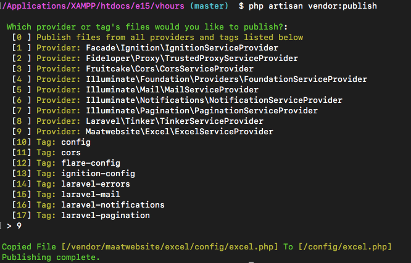 /Applications/XAMPP/htdocs/e15/vhours (master) $ php artisan vendor:publish
Which provider or tag's files would you like to publish?:
[0 ] Publish files from all providers and tags listed below
[1 ] Provider: Facade\Ignition\IgnitionServiceProvider
[2 ] Provider: Fideloper\Proxy\TrustedProxyServiceProvider
[3 ] Provider: Fruitcake\Cors\CorsServiceProvider
[4 ] Provider: Illuminate\Foundation\Providers\FoundationServiceProvider
[5 ] Provider: Illuminate\Mail\MailServiceProvider
[6 ] Provider: Illuminate\Notifications\NotificationServiceProvider
[7 ] Provider: Illuminate\Pagination\PaginationServiceProvider
[8 ] Provider: Laravel\Tinker\TinkerServiceProvider
[9 ] Provider: Maatwebsite\Excel\ExcelServiceProvider
[10] Tag: config
[11] Tag: cors
[12] Tag: flare-config
[13] Tag: ignition-config
[14] Tag: laravel-errors
[15] Tag: laravel-mail
[16] Tag: laravel-notifications
[17] Tag: laravel-pagination
> 9
Copied File [/vendor/maatwebsite/excel/config/excel.php] To [/config/excel.php]
Publishing complete.